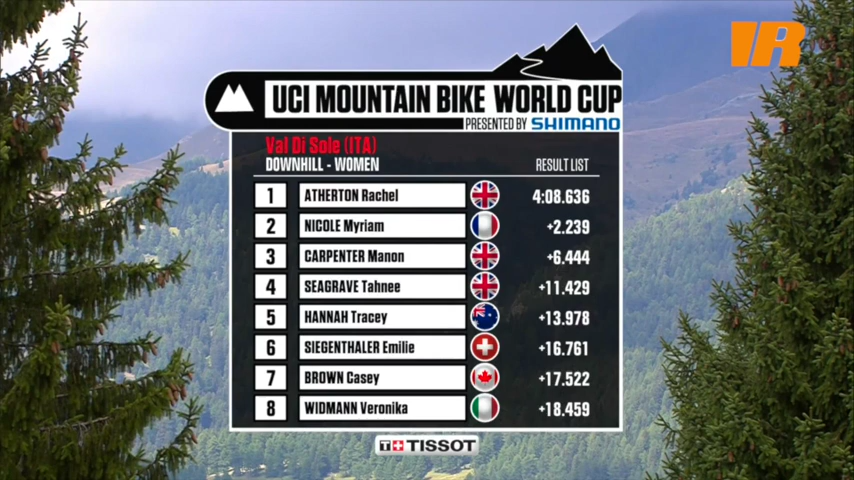 IR
UCI MOUNTAIN BIKE WORLD CUP
PRESENTED BY SHIMANO
Val Di Sole (ITA)
DOWNHILL - WOMEN RESULT LIST
1 ATHERTON Rachel 4:08.636
2 NICOLE Myriam +2.239
3 CARPENTER Manon +6.444
4 SEAGRAVE Tahnee +11.429
5 HANNAH Tracey +13.978
6 SIEGENTHALER Emilie +16.761
7 BROWN Casey +17.522
8 WIDMANN Veronika +18.459
T+ TISSOT